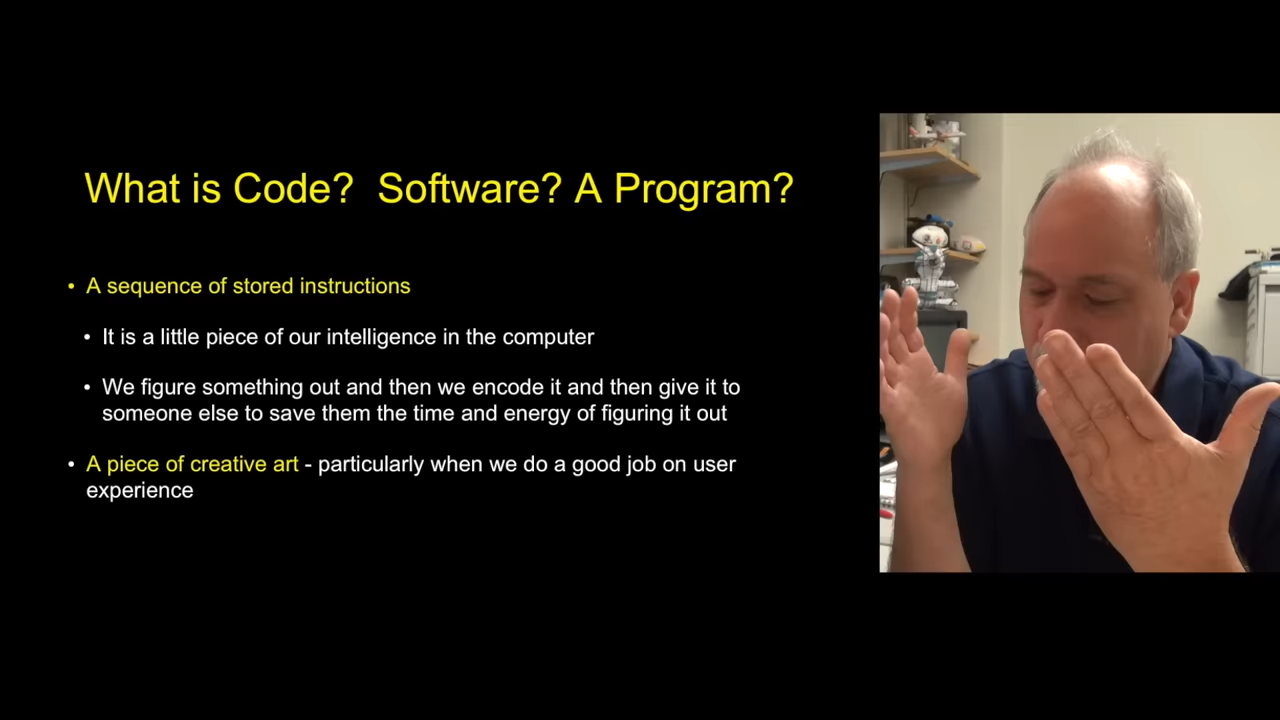 What is Code?  Software? A Program?
• A sequence of stored instructions
• It is a little piece of our intelligence in the computer
• We figure something out and then we encode it and then give it to
someone else to save them the time and energy of figuring it out
• A piece of creative art - particularly when we do a good job on user
experience